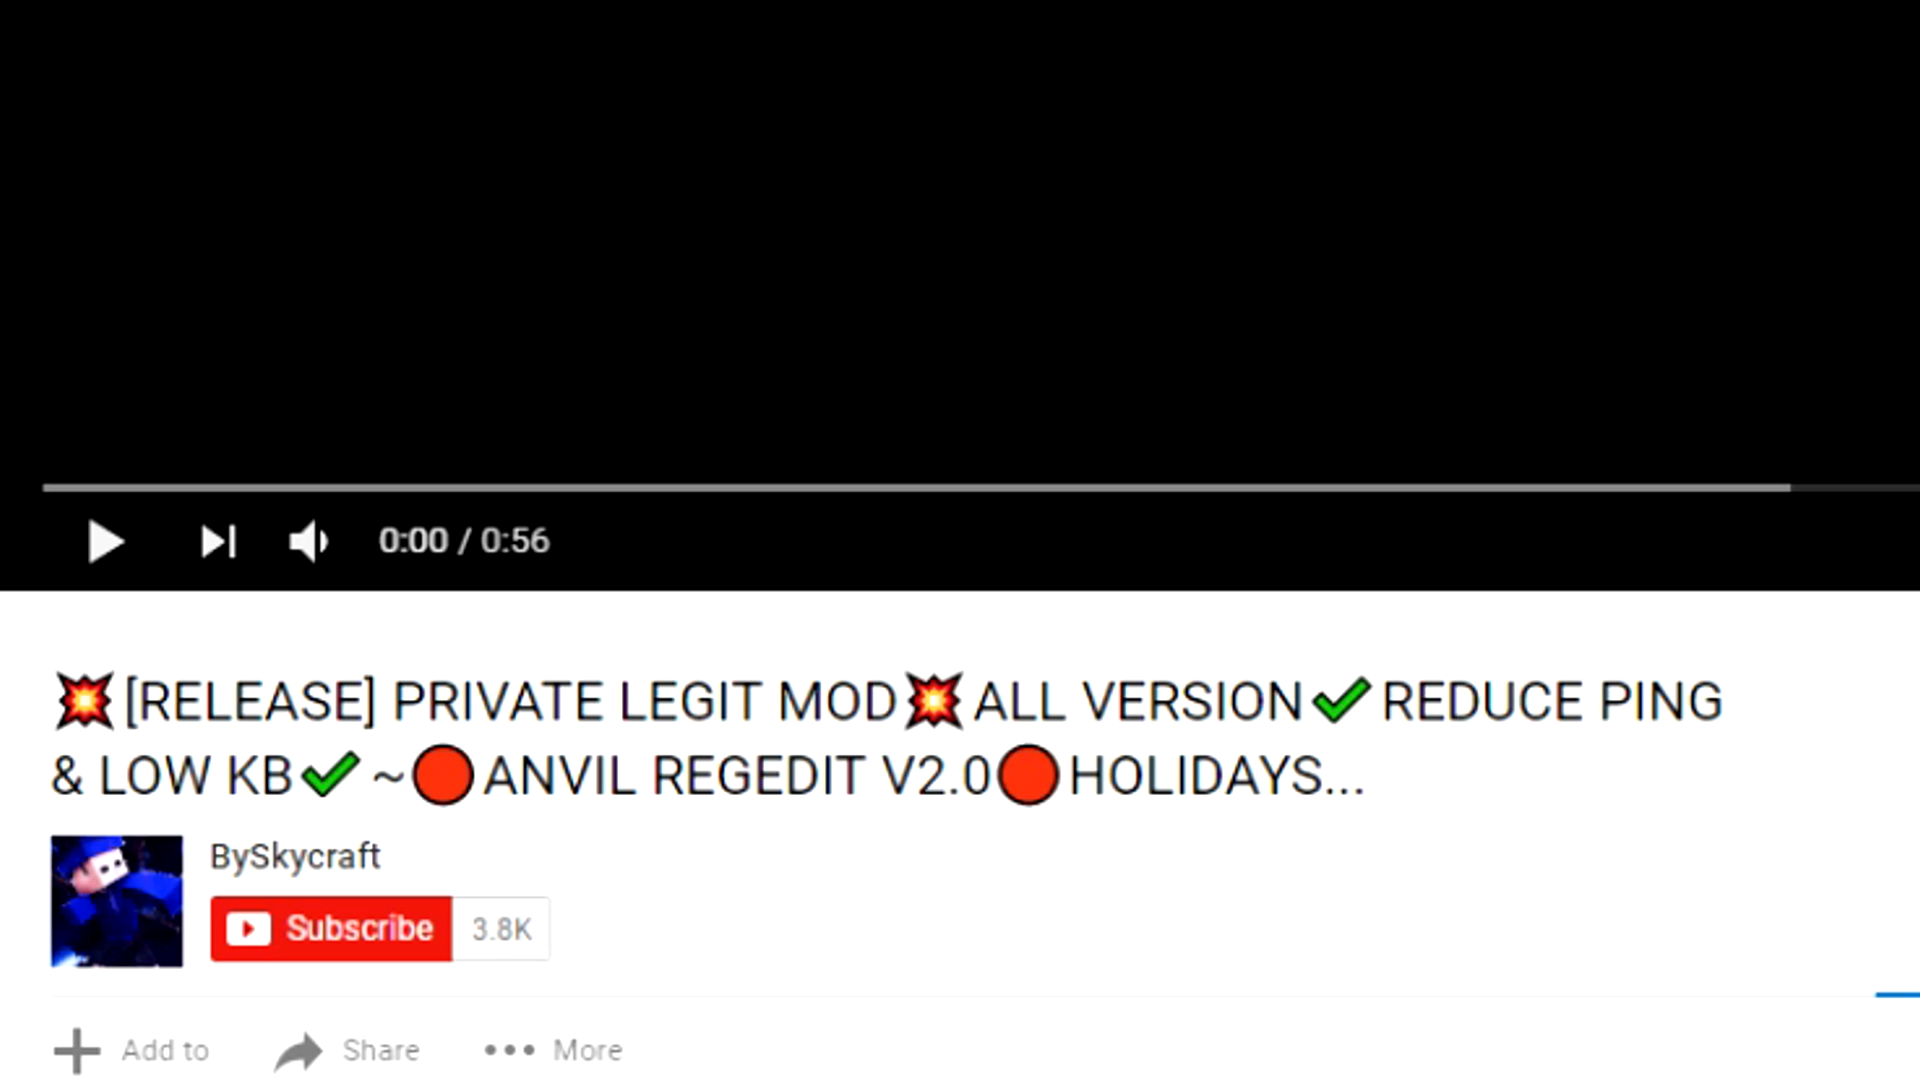 0:00 / 0:56
💥[RELEASE] PRIVATE LEGIT MOD💥ALL VERSION✔REDUCE PING
& LOW KB✔~🔴ANVIL REGEDIT V2.0🔴HOLIDAYS...
BySkycraft
Subscribe 3.8K
Add to Share More